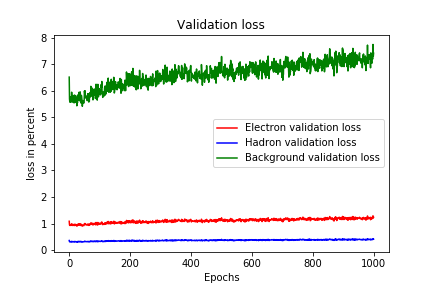 Validation loss
8
7
6
5
4
3
2
1
0
loss in percent
Electron validation loss
Hadron validation loss
Background validation loss
0 200 400 600 800 1000
Epochs